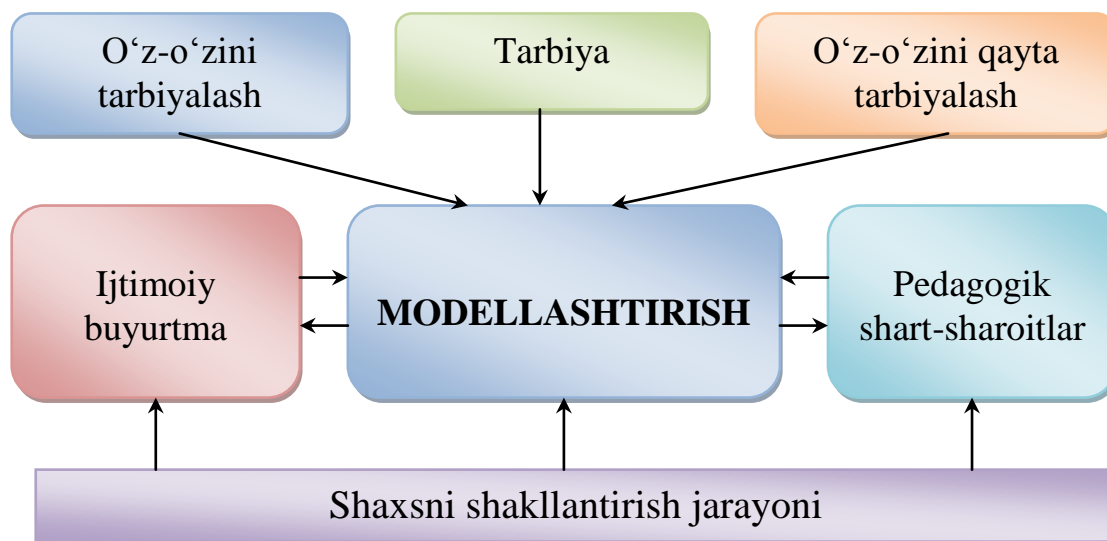 O‘z-o‘zini
tarbiyalash
Tarbiya
O‘z-o‘zini qayta
tarbiyalash
Ijtimoiy
buyurtma
MODELLASHTIRISH
Pedagogik
shart-sharoitlar
Shaxsni shakllantirish jarayoni